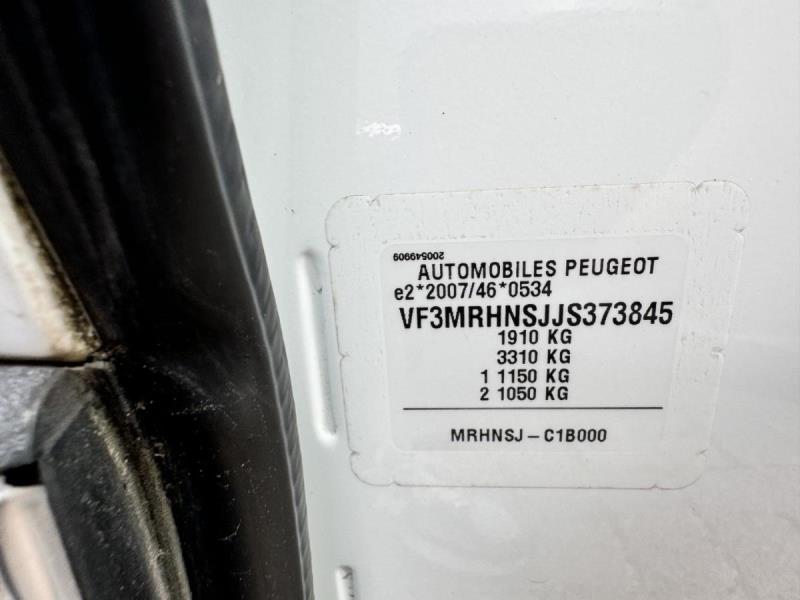 200549909
AUTOMOBILES PEUGEOT
e2*2007/46*0534
VF3MRHNSJJS373845
1910 KG
3310 KG
1 1150 KG
2 1050 KG
MRHNSJ – C1B000